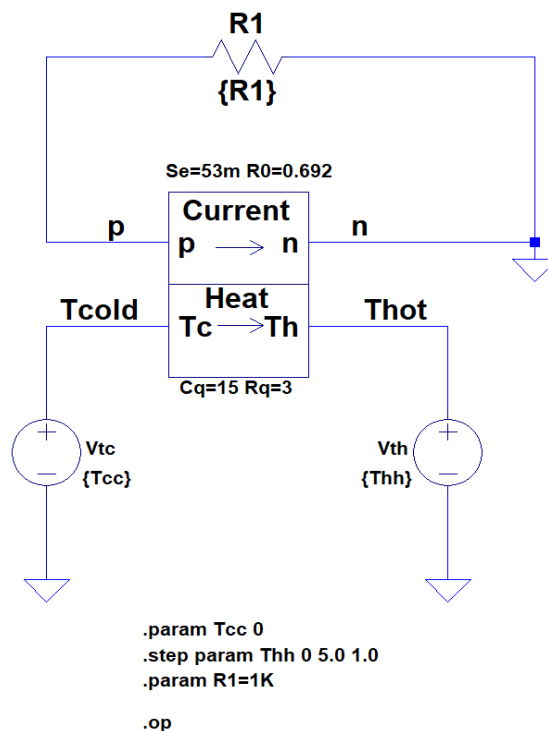 R1
{R1}
Se=53m R0=0.692
Current
p
p
n
n
Heat
Tcold
Tc
Th
Thot
Cq=15 Rq=3
Vtc
{Tcc}
Vth
{Thh}
.param Tcc 0
.step param Thh 0 5.0 1.0
.param R1=1K
.op